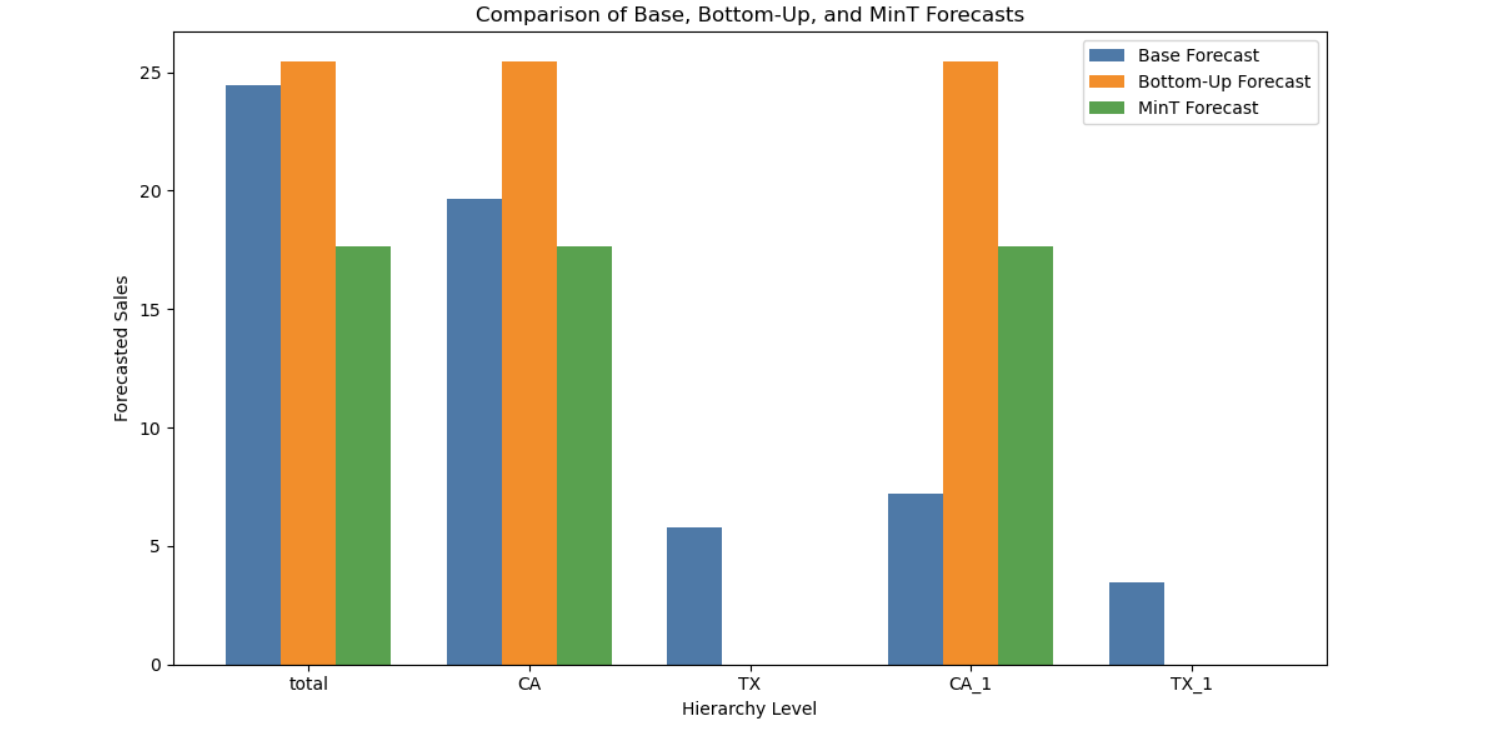 Comparison of Base, Bottom-Up, and MinT Forecasts
Base Forecast
Bottom-Up Forecast
MinT Forecast
Forecasted Sales
25
20
15
10
5
0
total CA TX CA_1 TX_1
Hierarchy Level